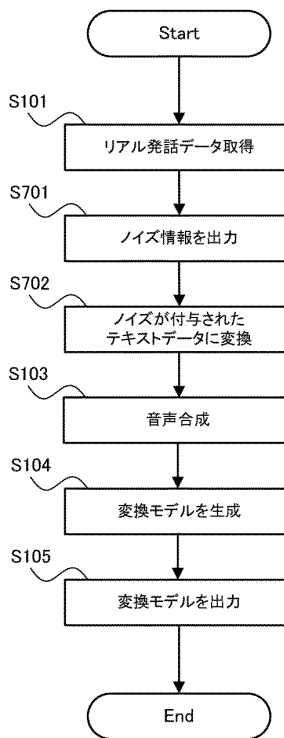 Start
S101
リアル発話データ取得
S701
ノイズ情報を出力
S702
ノイズが付与された
テキストデータに変換
S103
音声合成
S104
変換モデルを生成
S105
変換モデルを出力
End